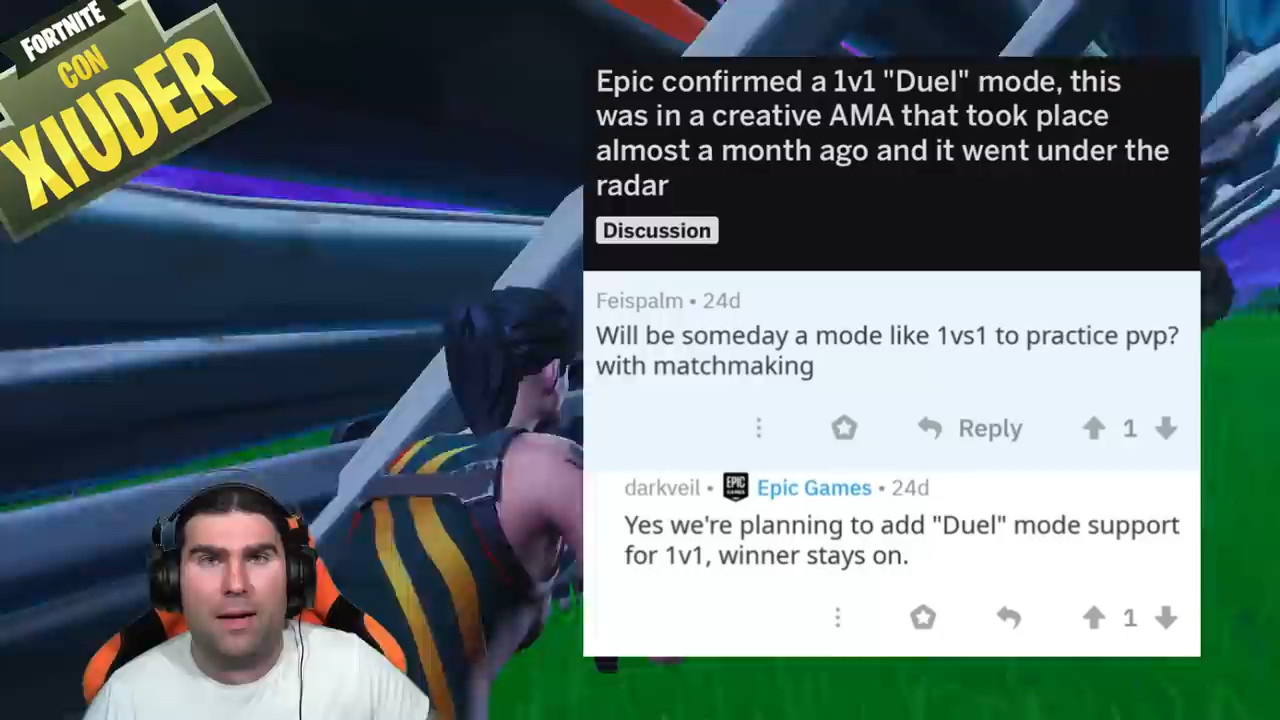 FORTNITE
CON
XIUDER
Epic confirmed a 1v1 "Duel" mode, this
was in a creative AMA that took place
almost a month ago and it went under the
radar
Discussion
Feispalm • 24d
Will be someday a mode like 1vs1 to practice pvp?
with matchmaking
Reply 1
darkveil • EPIC GAMES Epic Games • 24d
Yes we're planning to add "Duel" mode support
for 1v1, winner stays on.
1